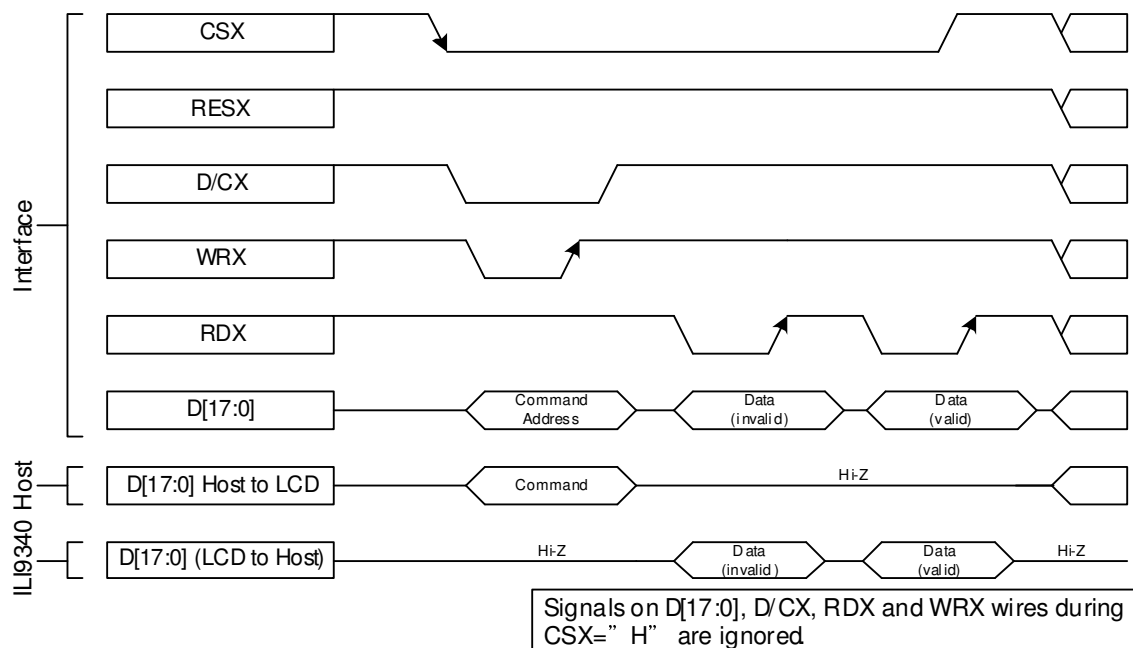 CSX
RESX
D/CX
WRX
RDX
D[17:0]
Command
Address
Data
(invalid)
Data
(valid)
Interface
D[17:0] Host to LCD
Command
Hi-Z
Host
D[17:0] (LCD to Host)
Hi-Z
Data
(invalid)
Data
(valid)
Hi-Z
ILI9340
Signals on D[17:0], D/CX, RDX and WRX wires during
CSX=” H” are ignored.